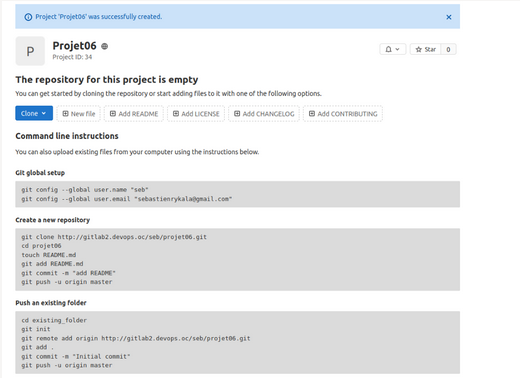 Project 'Projet06' was successfully created.
P
Projet06
Project ID: 34
Star
0
The repository for this project is empty
You can get started by cloning the repository or start adding files to it with one of the following options.
Clone
New file
Add README
Add LICENSE
Add CHANGELOG
Add CONTRIBUTING
Command line instructions
You can also upload existing files from your computer using the instructions below.
Git global setup
git config --global user.name "seb"
git config --global user.email "sebastienrykala@gmail.com"
Create a new repository
git clone http://gitlab2.devops.oc/seb/projet06.git
cd projet06
touch README.md
git add README.md
git commit -m "add README"
git push -u origin master
Push an existing folder
cd existing_folder
git init
git remote add origin http://gitlab2.devops.oc/seb/projet06.git
git add .
git commit -m "Initial commit"
git push -u origin master